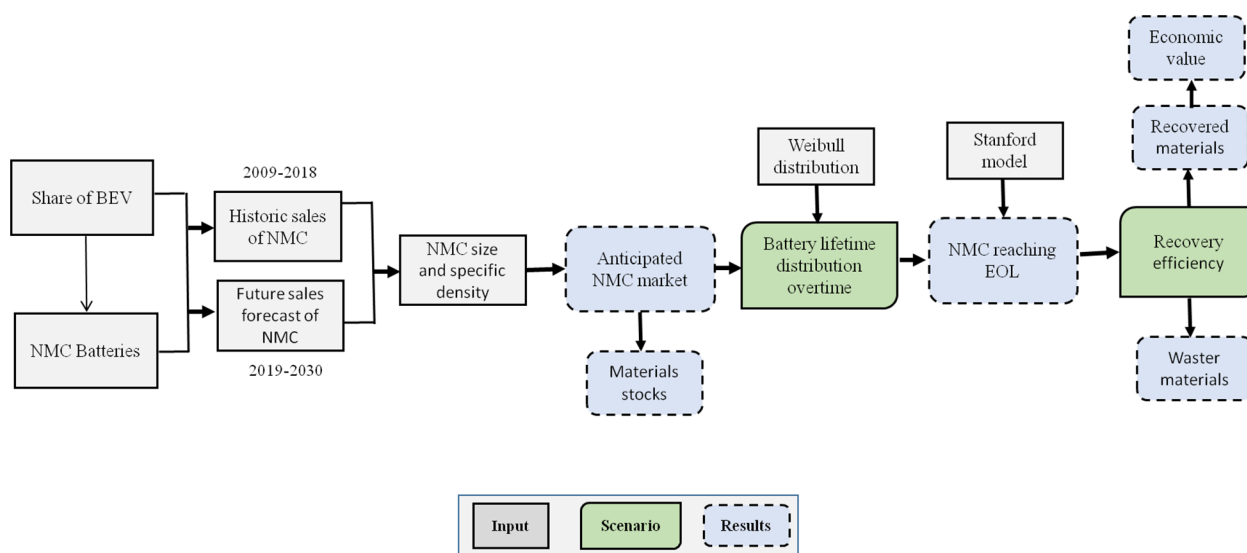 Share of BEV
NMC Batteries
2009-2018
Historic sales
of NMC
Future sales
forecast of
NMC
2019-2030
NMC size
and specific
density
Anticipated
NMC market
Materials
stocks
Weibull
distribution
Battery lifetime
distribution
overtime
Stanford
model
NMC reaching
EOL
Economic
value
Recovered
materials
Recovery
efficiency
Waster
materials
Input
Scenario
Results